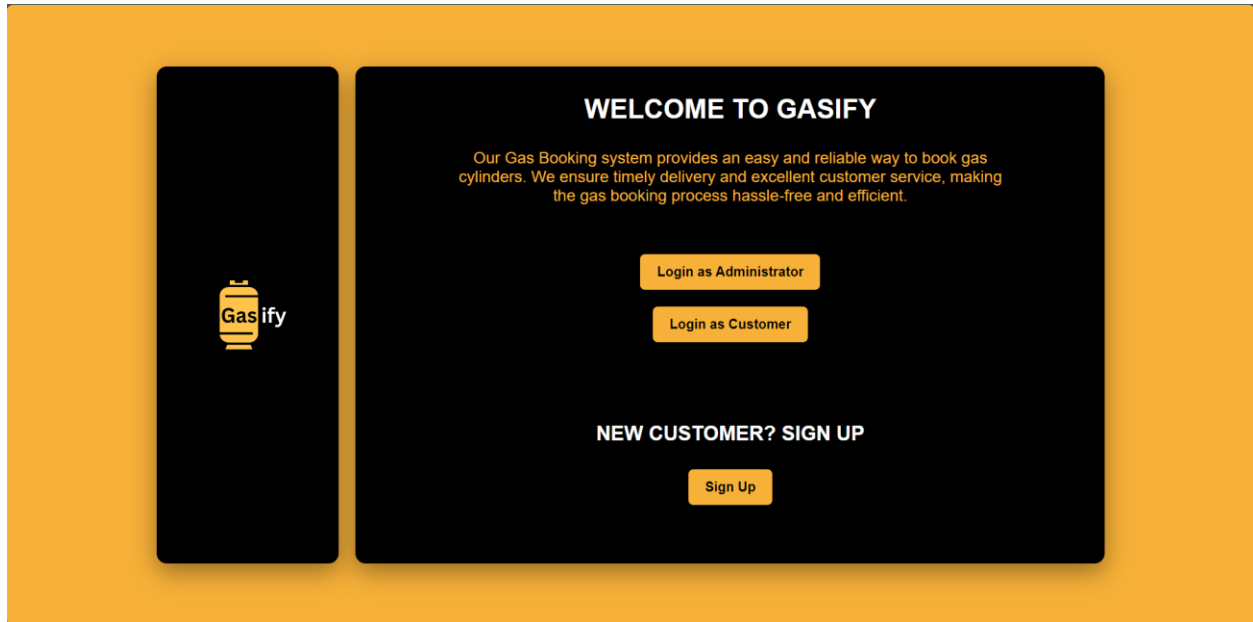 Gasify
WELCOME TO GASIFY
Our Gas Booking system provides an easy and reliable way to book gas
cylinders. We ensure timely delivery and excellent customer service, making
the gas booking process hassle-free and efficient.
Login as Administrator
Login as Customer
NEW CUSTOMER? SIGN UP
Sign Up